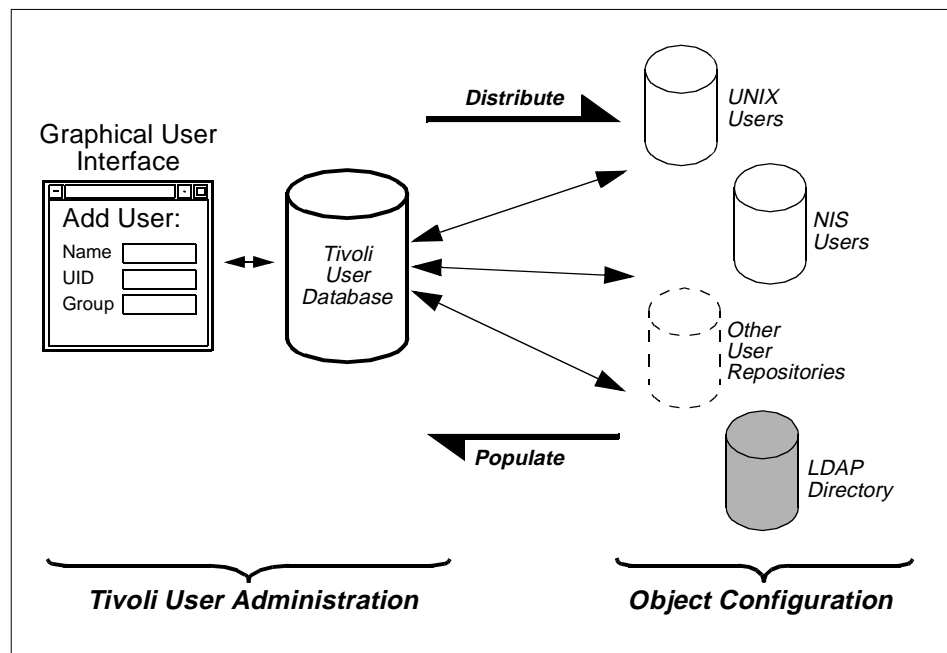 Distribute
UNIX
Users
Graphical User
Interface
Add User:
Name
UID
Group
Tivoli
User
Database
NIS
Users
Other
User
Repositories
Populate
LDAP
Directory
Tivoli User Administration
Object Configuration